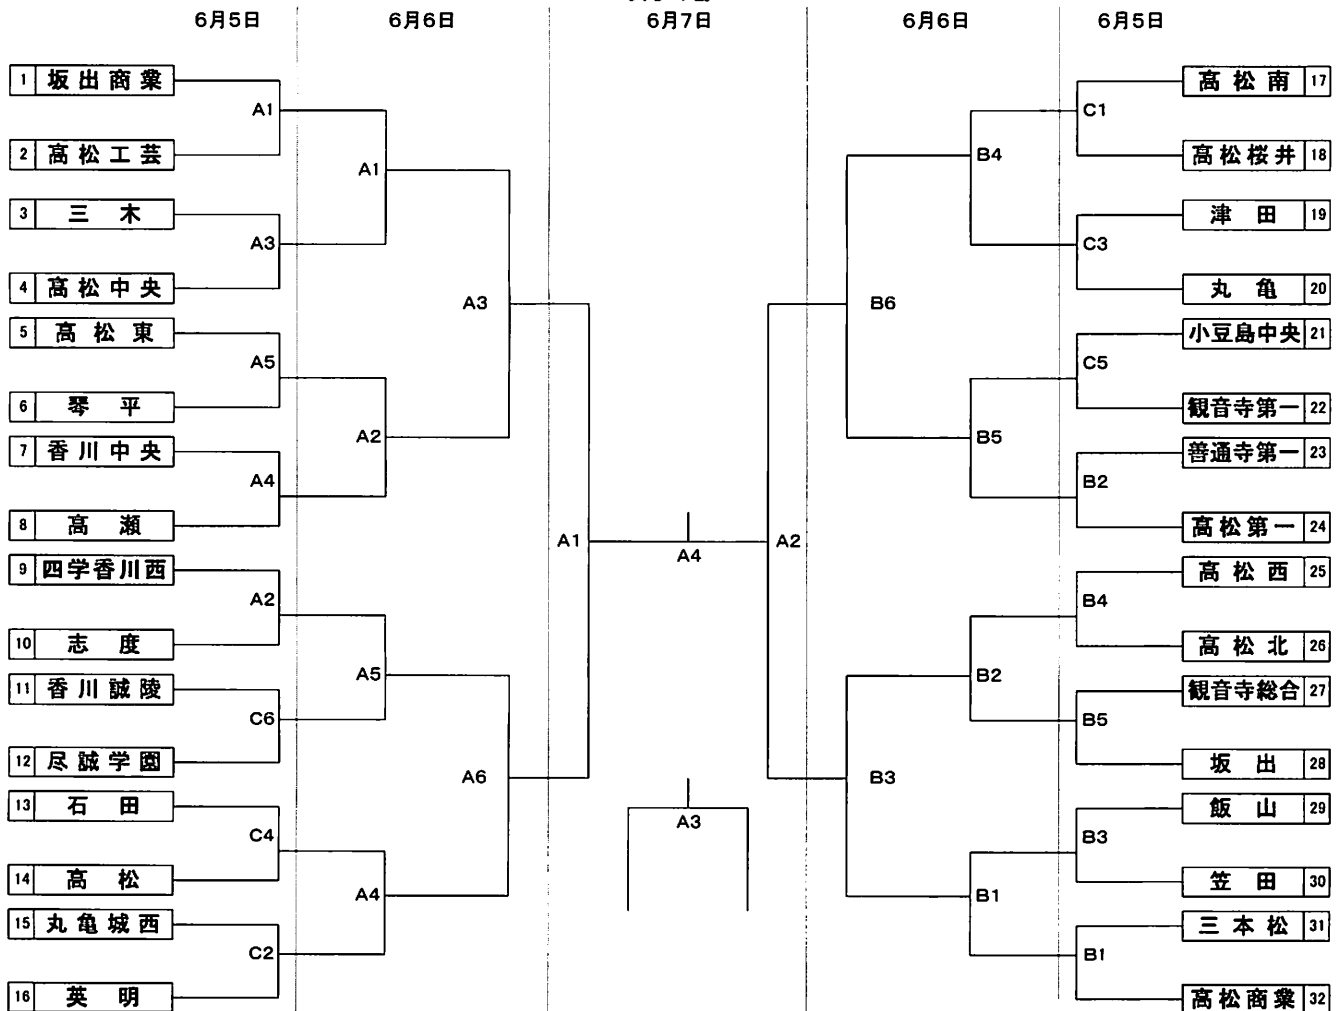 6月5日 6月6日 6月7日 6月6日 6月5日
1 坂出商業
A1
2 高松工芸
A1
3 三木
A3
4 高松中央
A3
5 高松東
A5
6 琴平
A2
7 香川中央
A4
8 高瀬
A1
9 四学香川西
A2
10 志度
A5
11 香川誠陵
C6
12 尽誠学園
A6
13 石田
C4
14 高松
A4
15 丸亀城西
C2
16 英明
A4
A3
高松南 17
C1
高松桜井 18
B4
津田 19
C3
丸亀 20
B6
小豆島中央 21
C5
観音寺第一 22
B5
善通寺第一 23
B2
高松第一 24
A2
高松西 25
B4
高松北 26
B2
観音寺総合 27
B5
坂出 28
B3
飯山 29
B3
笠田 30
B1
三本松 31
B1
高松商業 32